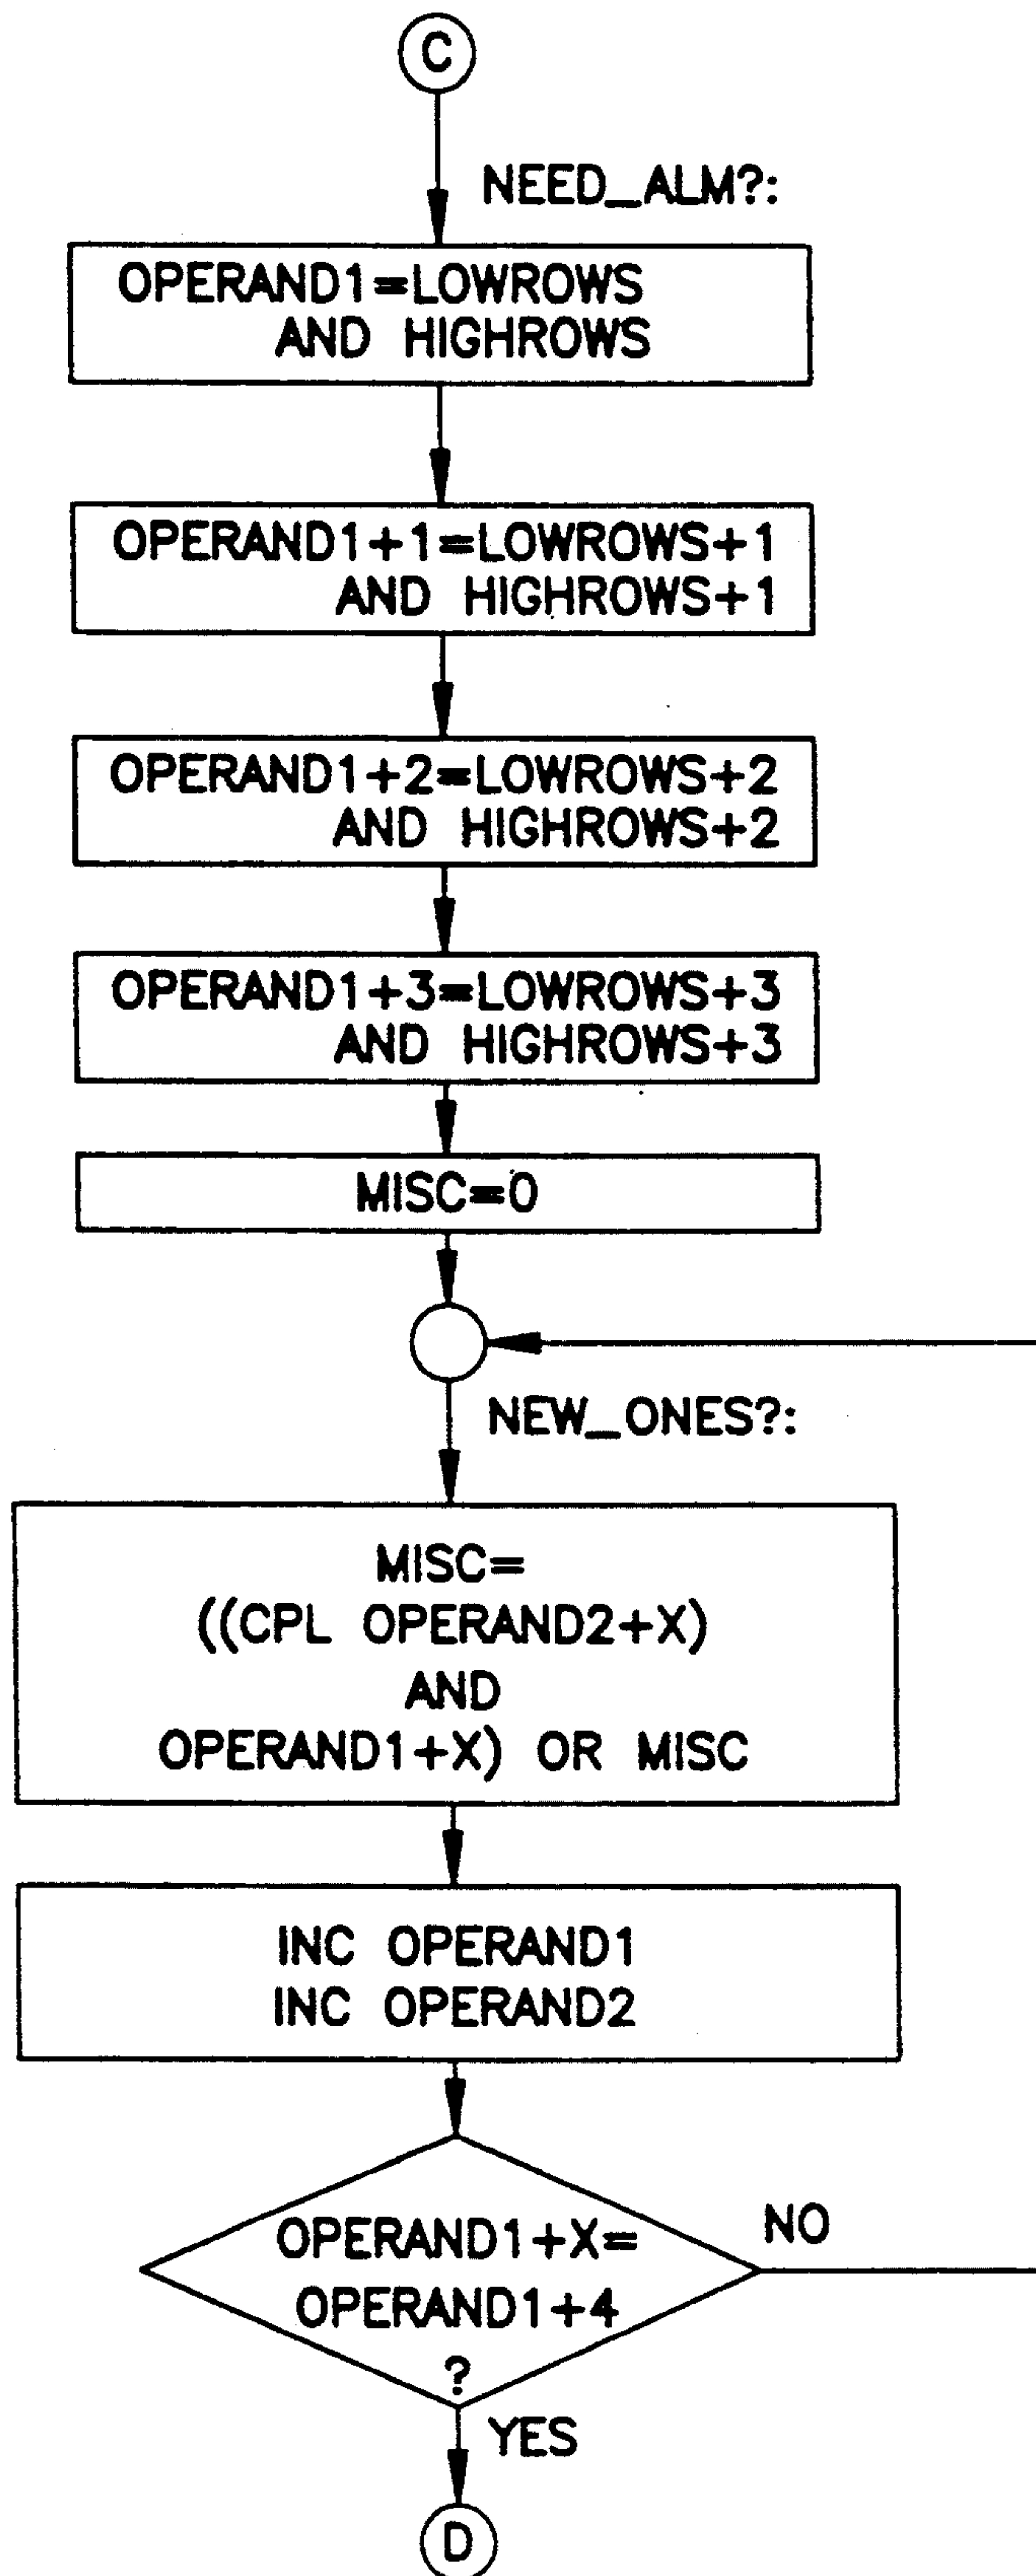 C
NEED_ALM?:
OPERAND1=LOWROWS
AND HIGHROWS
OPERAND1+1=LOWROWS+1
AND HIGHROWS+1
OPERAND1+2=LOWROWS+2
AND HIGHROWS+2
OPERAND1+3=LOWROWS+3
AND HIGHROWS+3
MISC=0
NEW_ONES?:
MISC=
((CPL OPERAND2+X)
AND
OPERAND1+X) OR MISC
INC OPERAND1
INC OPERAND2
OPERAND1+X=
OPERAND1+4
?
NO
YES
D